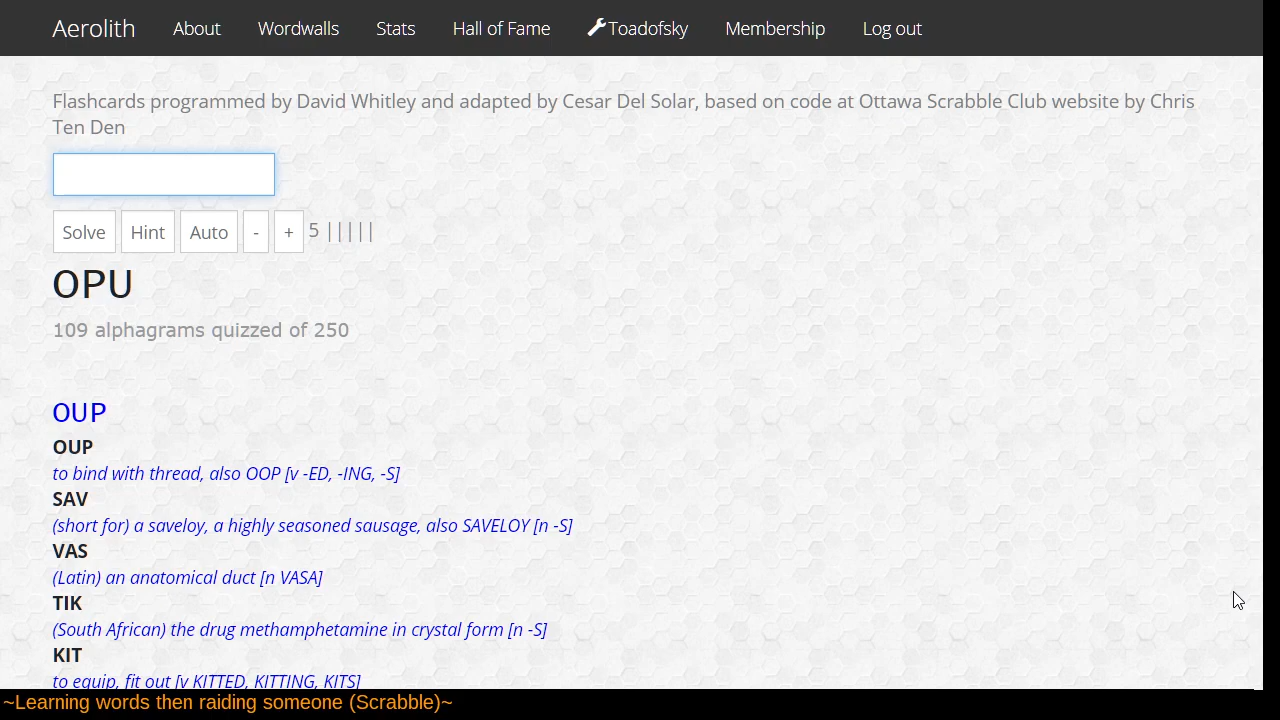 Aerolith About Wordwalls Stats Hall of Fame Toadofsky Membership Log out
Flashcards programmed by David Whitley and adapted by Cesar Del Solar, based on code at Ottawa Scrabble Club website by Chris
Ten Den
Solve Hint Auto - + 5 |||||
OPU
109 alphagrams quizzed of 250
OUP
OUP
to bind with thread, also OOP [v -ED, -ING, -S]
SAV
(short for) a saveloy, a highly seasoned sausage, also SAVELOY [n -S]
VAS
(Latin) an anatomical duct [n VASA]
TIK
(South African) the drug methamphetamine in crystal form [n -S]
KIT
to equip, fit out [v KITTED, KITTING, KITS]
~Learning words then raiding someone (Scrabble)~